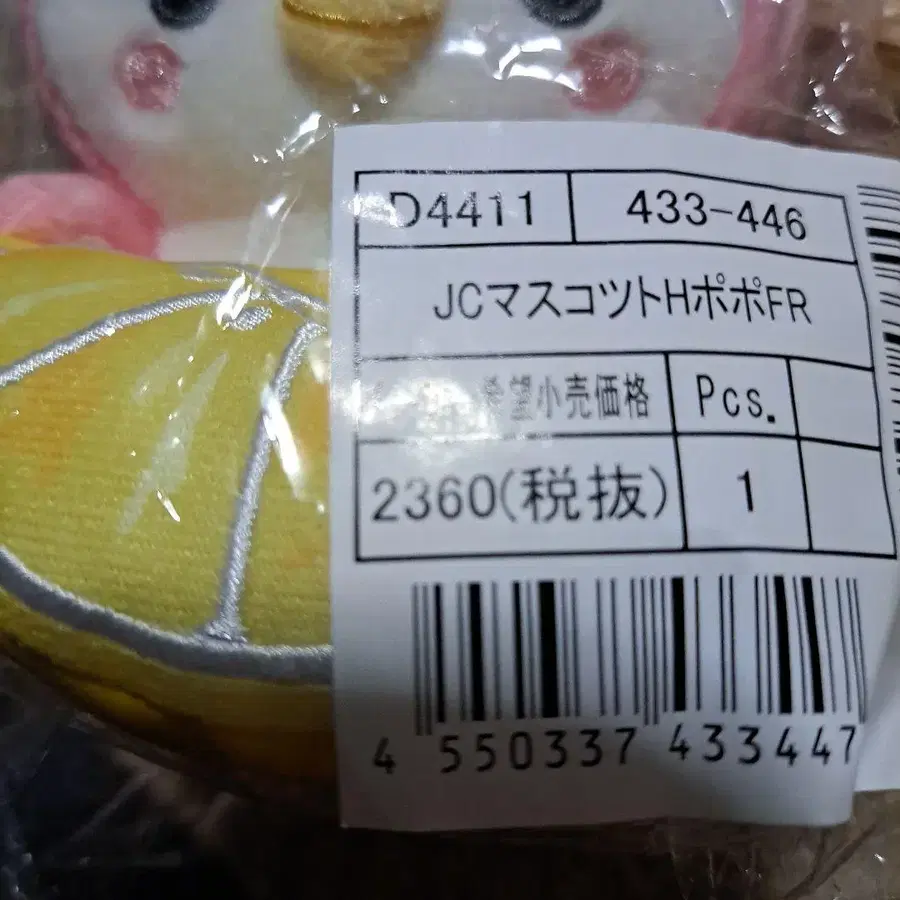 D4411 433-446
JCマスコツトHポポFR
希望小売価格 Pcs.
2360(税抜) 1
4 550337 433447